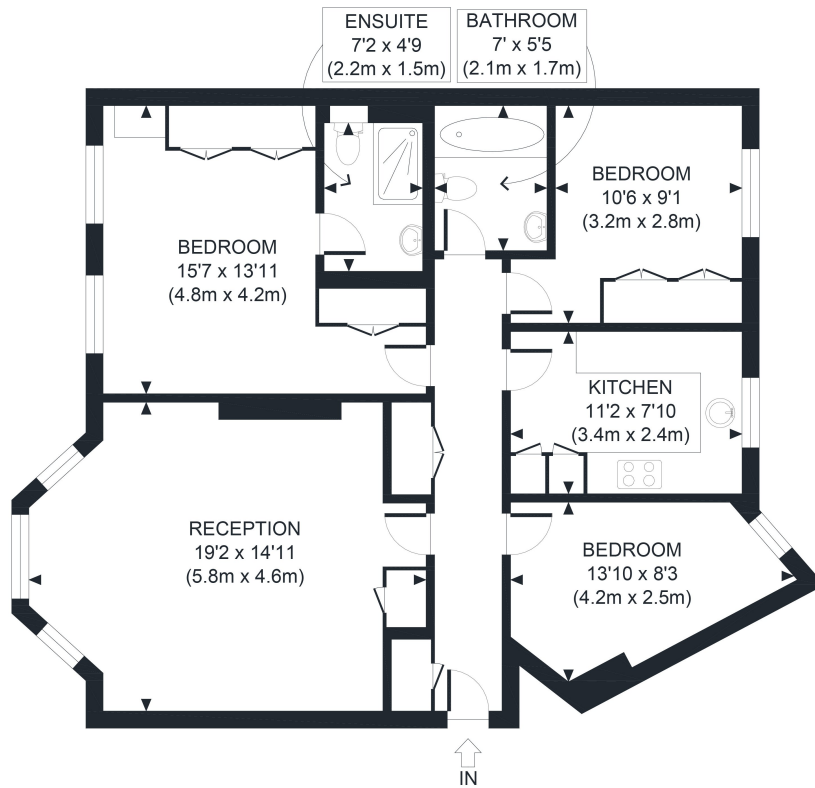 ENSUITE
7'2 x 4'9
(2.2m x 1.5m)
BATHROOM
7' x 5'5
(2.1m x 1.7m)
BEDROOM
10'6 x 9'1
(3.2m x 2.8m)
BEDROOM
15'7 x 13'11
(4.8m x 4.2m)
KITCHEN
11'2 x 7'10
(3.4m x 2.4m)
RECEPTION
19'2 x 14'11
(5.8m x 4.6m)
BEDROOM
13'10 x 8'3
(4.2m x 2.5m)
IN